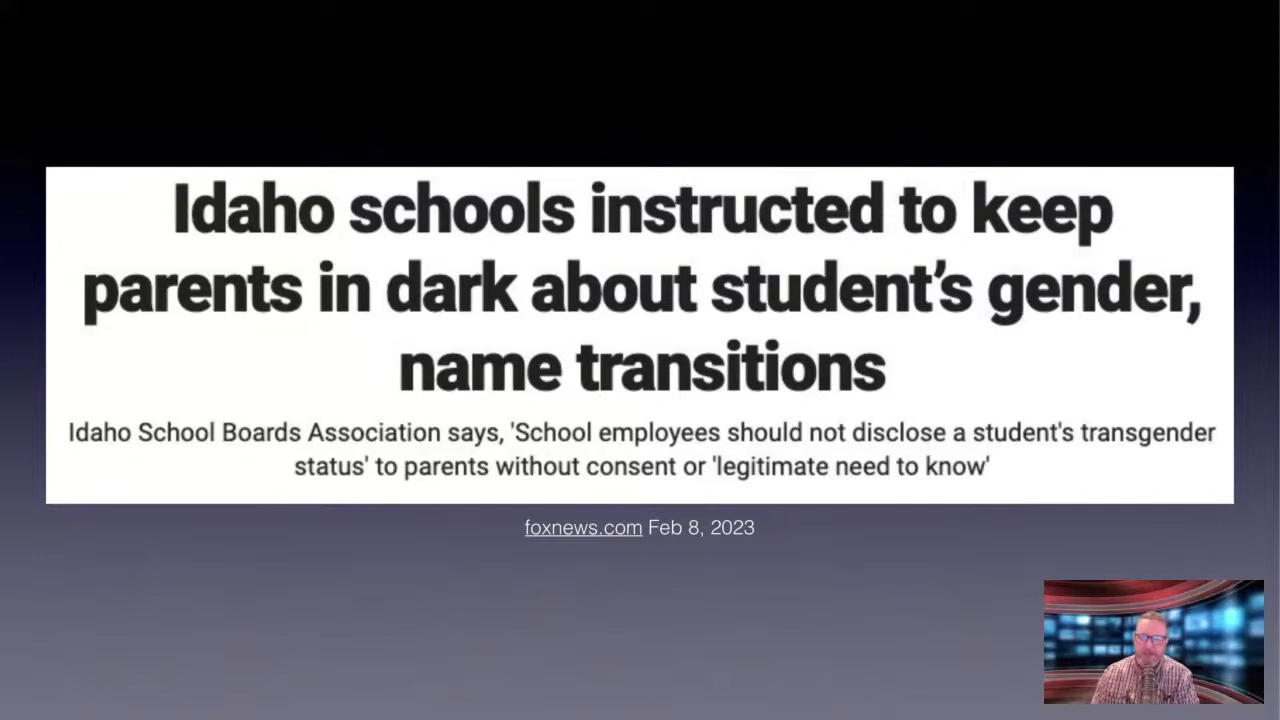 Idaho schools instructed to keep
parents in dark about student’s gender,
name transitions
Idaho School Boards Association says, 'School employees should not disclose a student's transgender
status' to parents without consent or 'legitimate need to know'
foxnews.com Feb 8, 2023